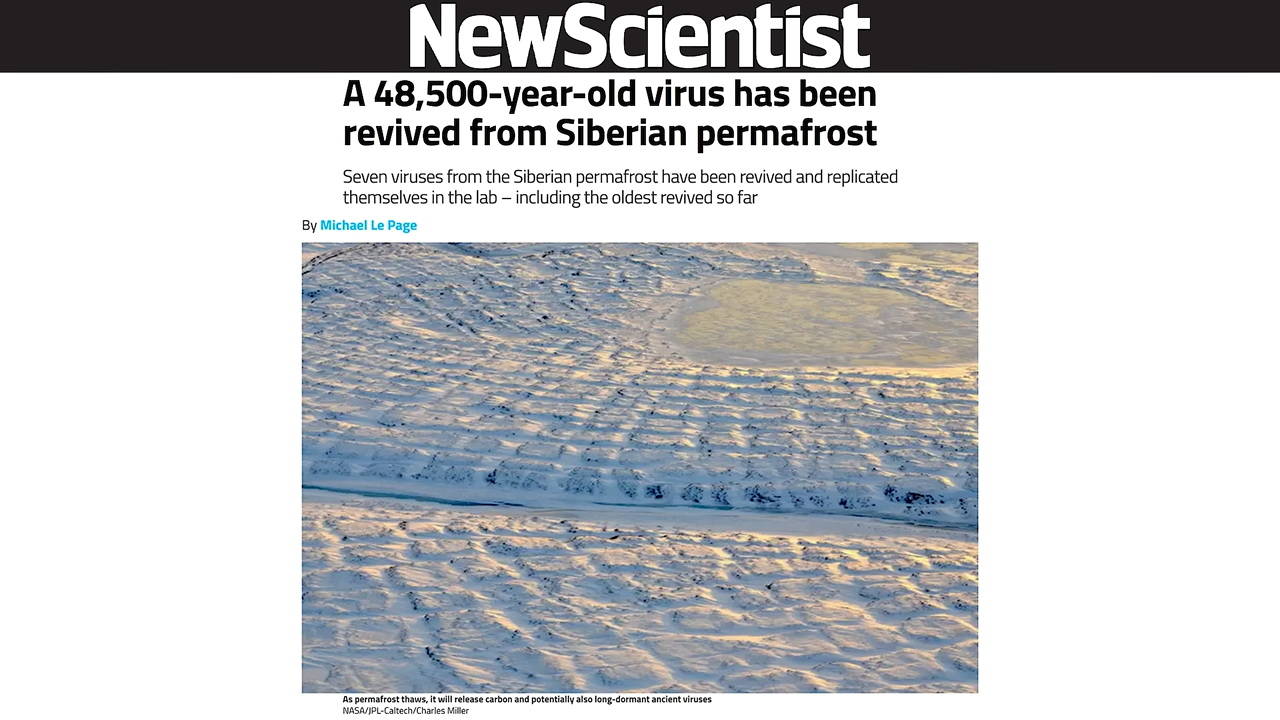 NewScientist
A 48,500-year-old virus has been
revived from Siberian permafrost
Seven viruses from the Siberian permafrost have been revived and replicated
themselves in the lab – including the oldest revived so far
By Michael Le Page
As permafrost thaws, it will release carbon and potentially also long-dormant ancient viruses
NASA/JPL-Caltech/Charles Miller